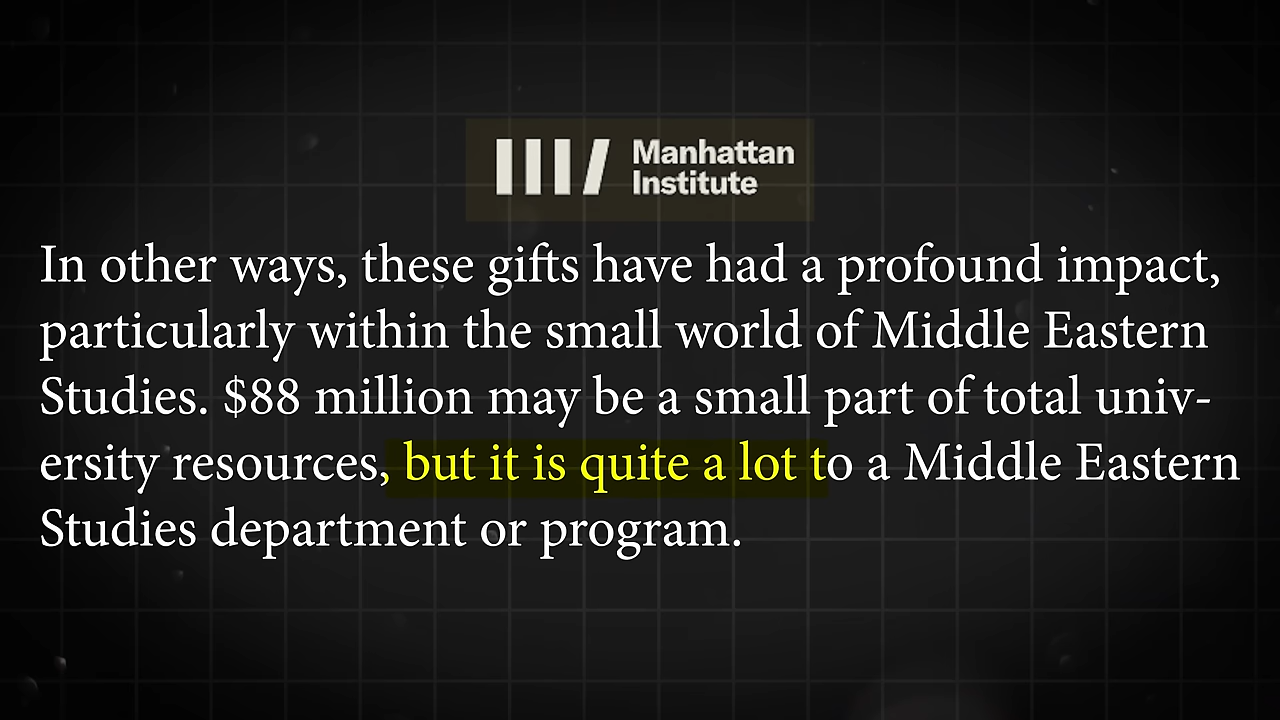 Manhattan
Institute
In other ways, these gifts have had a profound impact,
particularly within the small world of Middle Eastern
Studies. $88 million may be a small part of total univ-
ersity resources, but it is quite a lot to a Middle Eastern
Studies department or program.